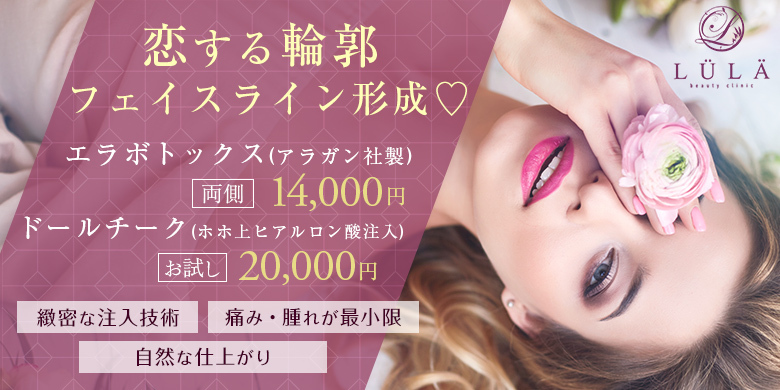 恋する輪郭
フェイスライン形成♡
エラボトックス(アラガン社製)
両側 14,000円
ドールチーク(ホホ上ヒアルロン酸注入)
お試し 20,000円
緻密な注入技術 痛み・腫れが最小限
自然な仕上がり
LÜLÄ
beauty clinic